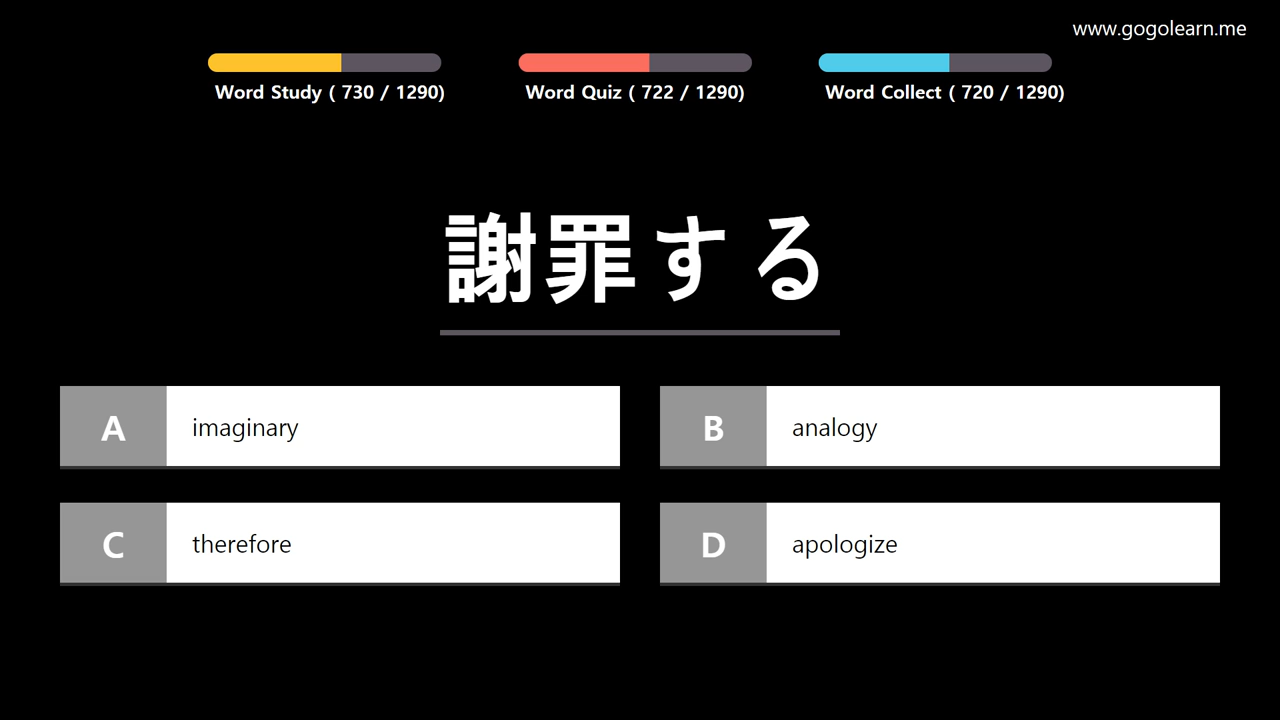 www.gogolearn.me
Word Study ( 730 / 1290)
Word Quiz ( 722 / 1290)
Word Collect ( 720 / 1290)
謝罪する
A imaginary
B analogy
C therefore
D apologize